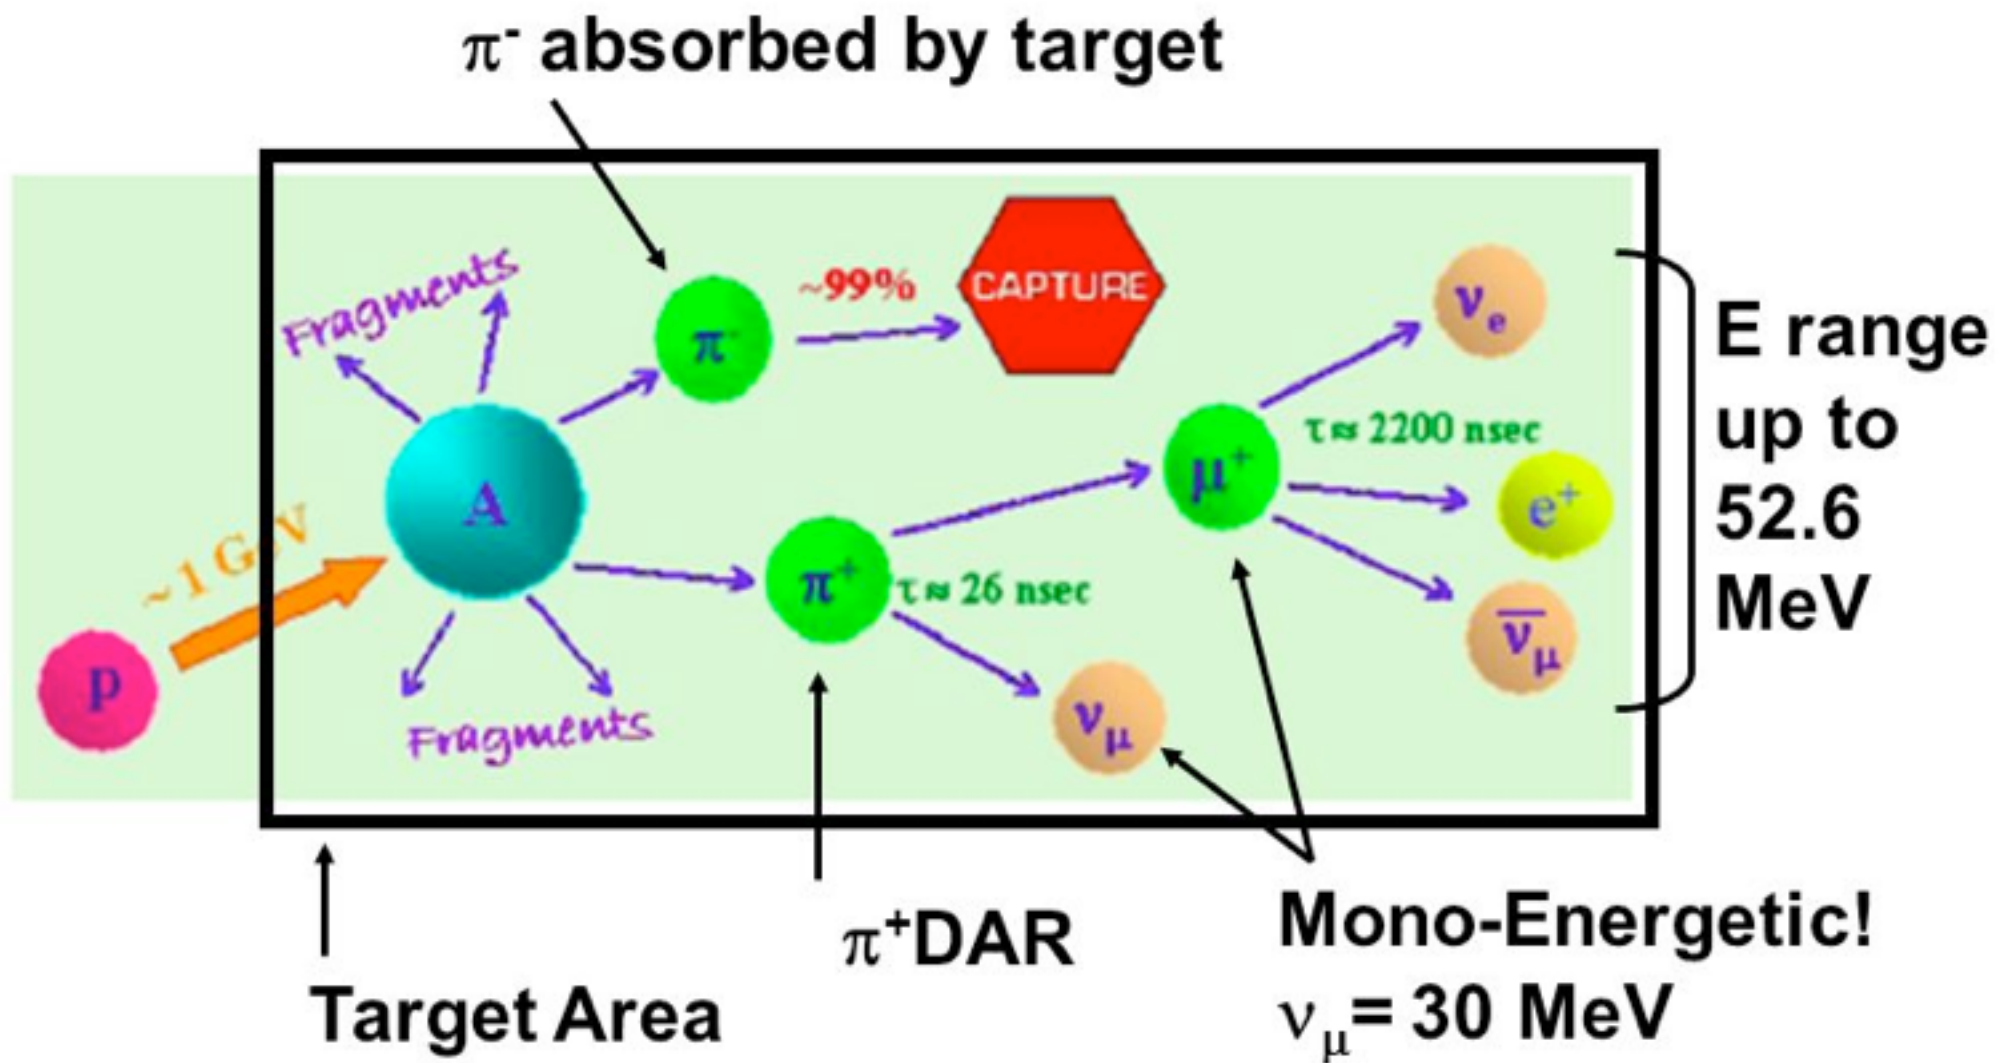 π⁻ absorbed by target
Fragments
~99%
CAPTURE
π⁻
νe
E range
up to
52.6
MeV
τ≈ 2200 nsec
μ⁺
A
e⁺
~1 GeV
π⁺
τ≈ 26 nsec
ν̅μ
p
Fragments
νμ
π⁺DAR
Mono-Energetic!
Target Area
νμ= 30 MeV